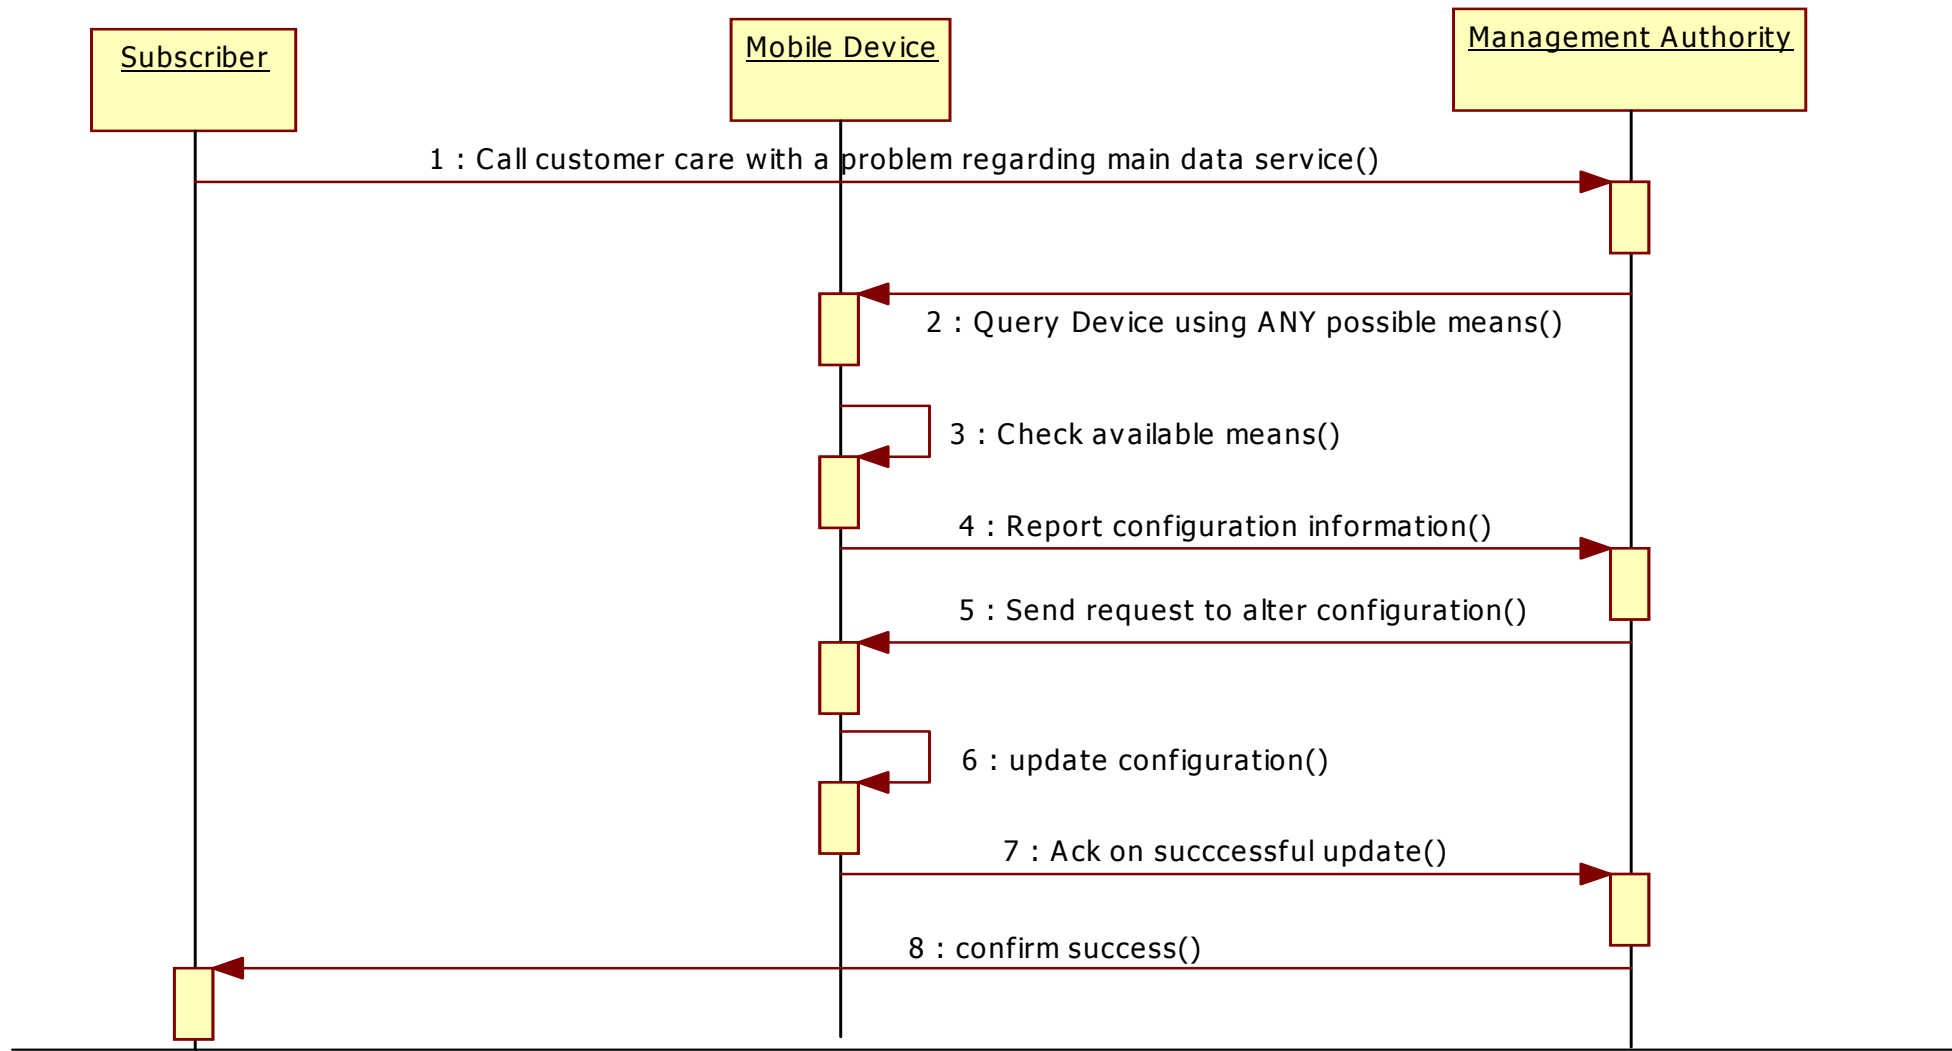 Subscriber
Mobile Device
Management Authority
1 : Call customer care with a problem regarding main data service()
2 : Query Device using ANY possible means()
3 : Check available means()
4 : Report configuration information()
5 : Send request to alter configuration()
6 : update configuration()
7 : Ack on succcessful update()
8 : confirm success()